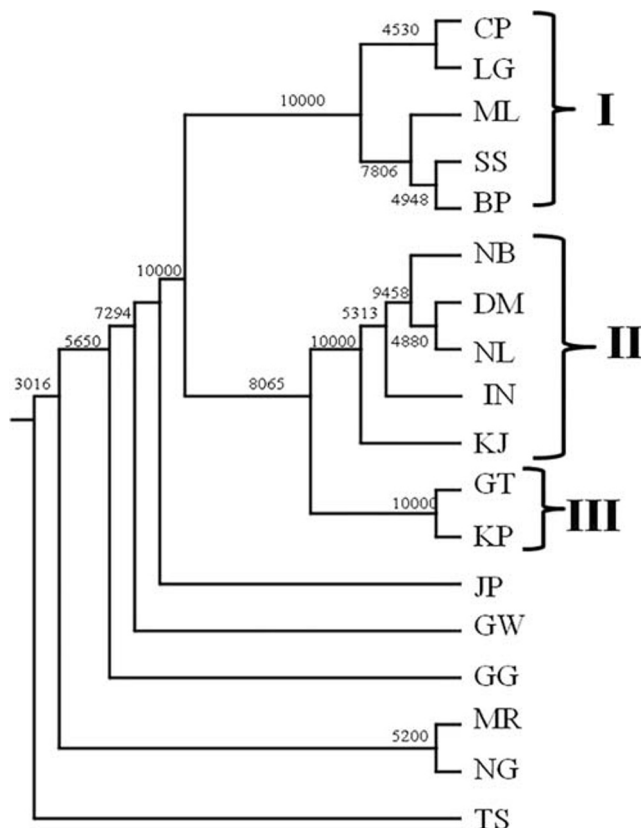 4530
CP
LG
10000
ML
I
7806
SS
4948
BP
10000
NB
9458
DM
7294
5313
II
5650
10000
4880
NL
3016
8065
IN
KJ
GT
10000
III
KP
JP
GW
GG
MR
5200
NG
TS